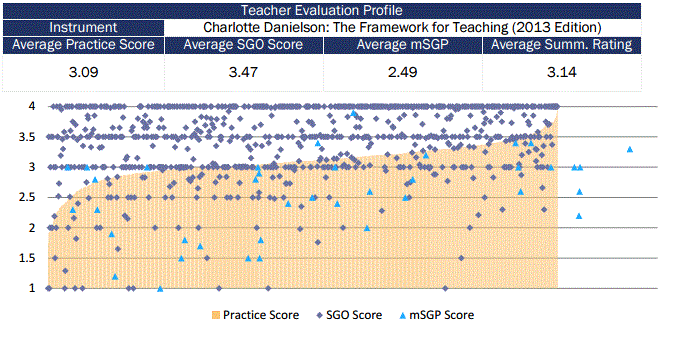 Teacher Evaluation Profile
Instrument Charlotte Danielson: The Framework for Teaching (2013 Edition)
Average Practice Score Average SGO Score Average mSGP Average Summ. Rating
3.09 3.47 2.49 3.14
4
3.5
3
2.5
2
1.5
1
Practice Score SGO Score mSGP Score